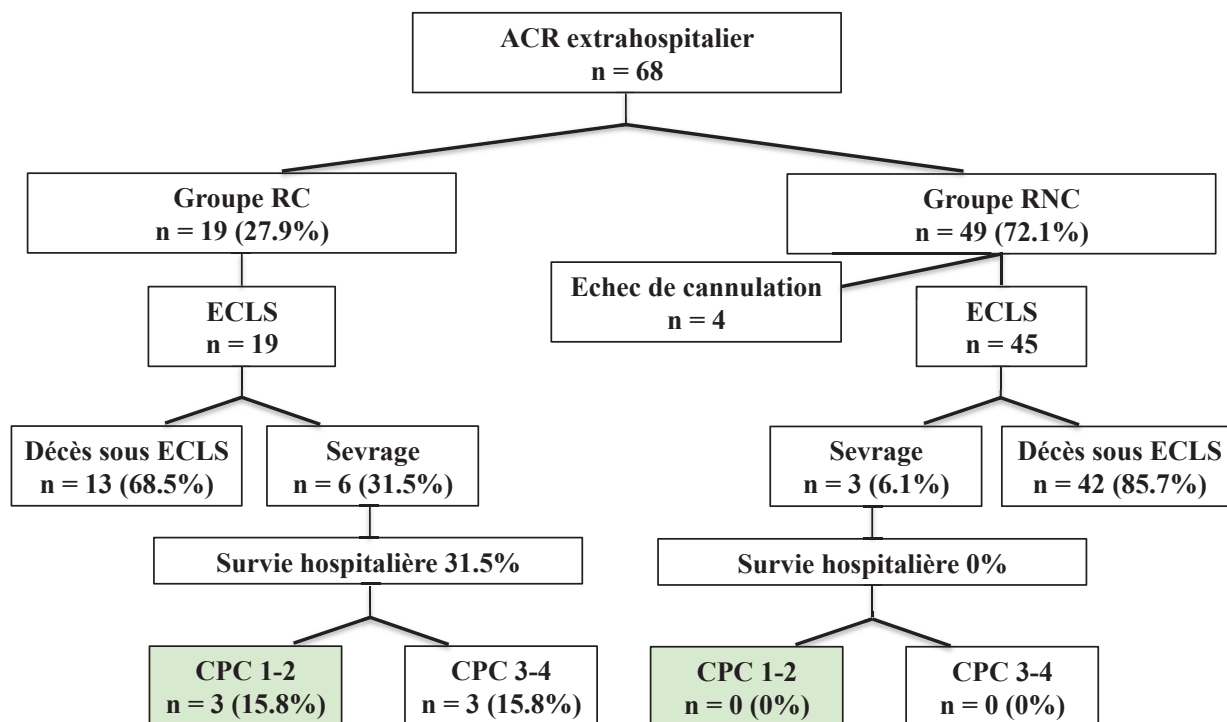 ACR extrahospitalier
n = 68
Groupe RC
n = 19 (27.9%)
Groupe RNC
n = 49 (72.1%)
Echec de cannulation
n = 4
ECLS
n = 19
ECLS
n = 45
Décès sous ECLS
n = 13 (68.5%)
Sevrage
n = 6 (31.5%)
Sevrage
n = 3 (6.1%)
Décès sous ECLS
n = 42 (85.7%)
Survie hospitalière 31.5%
Survie hospitalière 0%
CPC 1-2
n = 3 (15.8%)
CPC 3-4
n = 3 (15.8%)
CPC 1-2
n = 0 (0%)
CPC 3-4
n = 0 (0%)